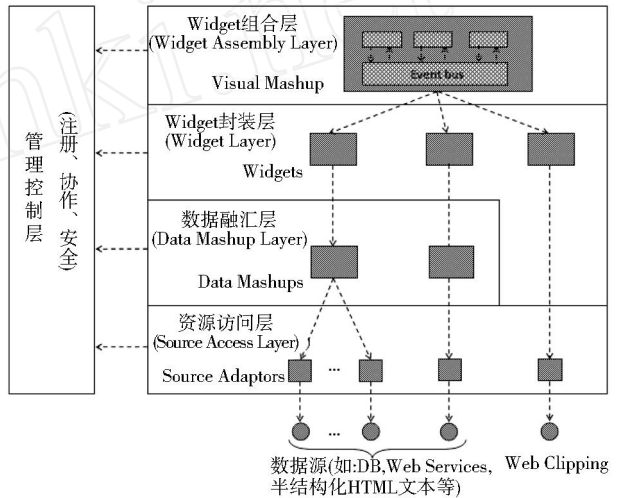 管理控制层
(注册、协作、安全)
Widget组合层
(Widget Assembly Layer)
Visual Mashup
Event bus
Widget封装层
(Widget Layer)
Widgets
数据融汇层
(Data Mashup Layer)
Data Mashups
资源访问层
(Source Access Layer)
Source Adaptors
...
...
数据源(如:DB,Web Services,
半结构化HTML文本等)
Web Clipping